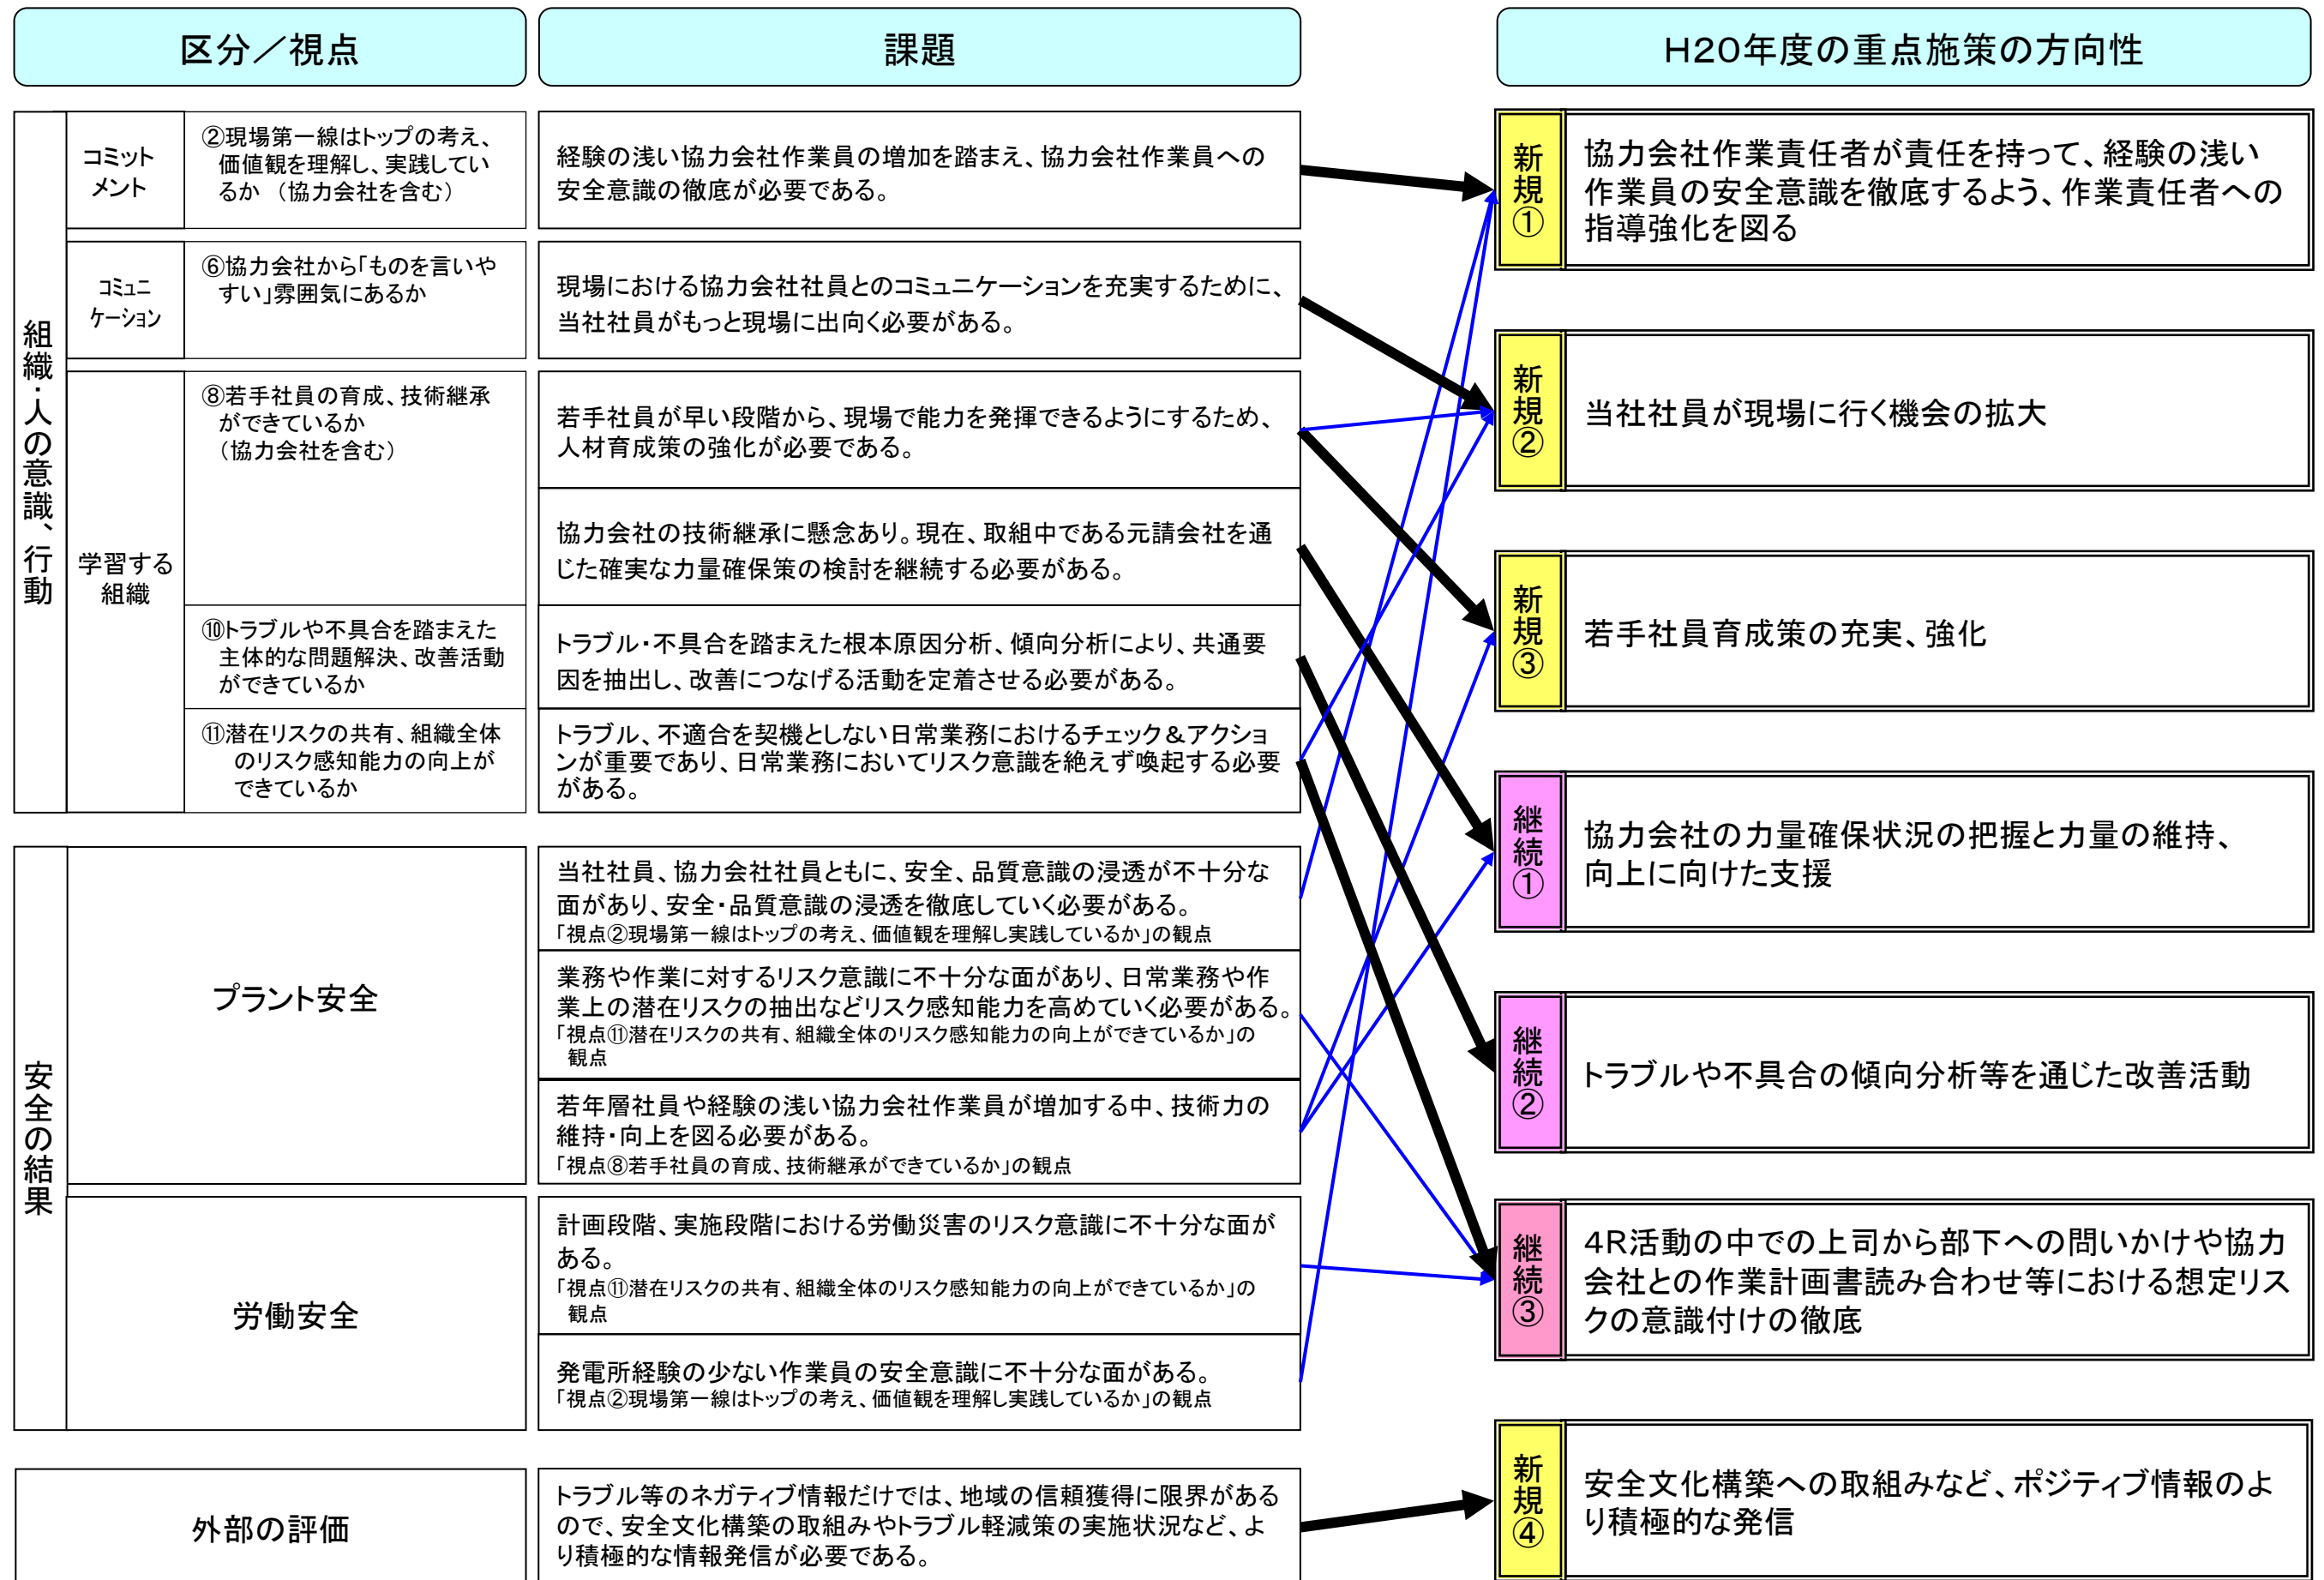 区分／視点
課題
H20年度の重点施策の方向性
組織・人の意識、行動
コミット
メント
②現場第一線はトップの考え、
価値観を理解し、実践してい
るか （協力会社を含む）
経験の浅い協力会社作業員の増加を踏まえ、協力会社作業員への
安全意識の徹底が必要である。
コミュニ
ケーション
⑥協力会社から「ものを言いや
すい」雰囲気にあるか
現場における協力会社社員とのコミュニケーションを充実するために、
当社社員がもっと現場に出向く必要がある。
学習する
組織
⑧若手社員の育成、技術継承
ができているか
（協力会社を含む）
若手社員が早い段階から、現場で能力を発揮できるようにするため、
人材育成策の強化が必要である。
協力会社の技術継承に懸念あり。現在、取組中である元請会社を通
じた確実な力量確保策の検討を継続する必要がある。
⑩トラブルや不具合を踏まえた
主体的な問題解決、改善活動
ができているか
トラブル・不具合を踏まえた根本原因分析、傾向分析により、共通要
因を抽出し、改善につなげる活動を定着させる必要がある。
⑪潜在リスクの共有、組織全体
のリスク感知能力の向上が
できているか
トラブル、不適合を契機としない日常業務におけるチェック＆アクショ
ンが重要であり、日常業務においてリスク意識を絶えず喚起する必要
がある。
安全の結果
プラント安全
当社社員、協力会社社員ともに、安全、品質意識の浸透が不十分な
面があり、安全・品質意識の浸透を徹底していく必要がある。
「視点②現場第一線はトップの考え、価値観を理解し実践しているか」の観点
業務や作業に対するリスク意識に不十分な面があり、日常業務や作
業上の潜在リスクの抽出などリスク感知能力を高めていく必要がある。
「視点⑪潜在リスクの共有、組織全体のリスク感知能力の向上ができているか」の
観点
若年層社員や経験の浅い協力会社作業員が増加する中、技術力の
維持・向上を図る必要がある。
「視点⑧若手社員の育成、技術継承ができているか」の観点
労働安全
計画段階、実施段階における労働災害のリスク意識に不十分な面が
ある。
「視点⑪潜在リスクの共有、組織全体のリスク感知能力の向上ができているか」の
観点
発電所経験の少ない作業員の安全意識に不十分な面がある。
「視点②現場第一線はトップの考え、価値観を理解し実践しているか」の観点
外部の評価
トラブル等のネガティブ情報だけでは、地域の信頼獲得に限界がある
ので、安全文化構築の取組みやトラブル軽減策の実施状況など、よ
り積極的な情報発信が必要である。
新規①
協力会社作業責任者が責任を持って、経験の浅い
作業員の安全意識を徹底するよう、作業責任者への
指導強化を図る
新規②
当社社員が現場に行く機会の拡大
新規③
若手社員育成策の充実、強化
継続①
協力会社の力量確保状況の把握と力量の維持、
向上に向けた支援
継続②
トラブルや不具合の傾向分析等を通じた改善活動
継続③
４Ｒ活動の中での上司から部下への問いかけや協力
会社との作業計画書読み合わせ等における想定リス
クの意識付けの徹底
新規④
安全文化構築への取組みなど、ポジティブ情報のよ
り積極的な発信